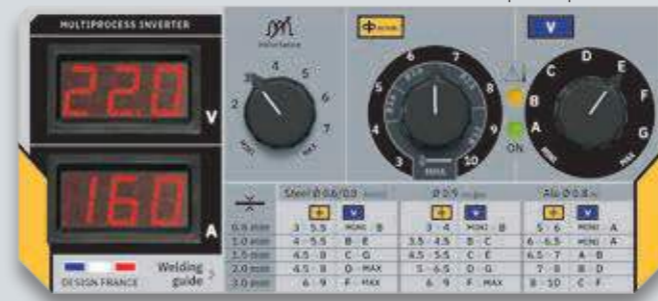 MULTIPROCESS INVERTER
22.0 V
160 A
DESIGN FRANCE
Welding guide >
inductance
MINI 2 3 4 5 6 7 MAX
3 4 5 6 7 8 9 10
MMA
ON
V
MINI A B C D E F G MAX
Steel Ø 0.6/0.8
Ø 0.9
Alu Ø 0.8
V V V
0.8 mm 3 5.5 MINI B 3 4 MINI B 5 6 MINI A
1.0 mm 4 5.5 B E 3.5 4.5 B C 6 6.5 MINI A
1.5 mm 4.5 8 C G 4.5 5.5 C E 6.5 7 A B
2.0 mm 4.5 8 D MAX 5 6.5 D G 7 8 B D
3.0 mm 6 9 F MAX 6 9 F MAX 8 10 C F